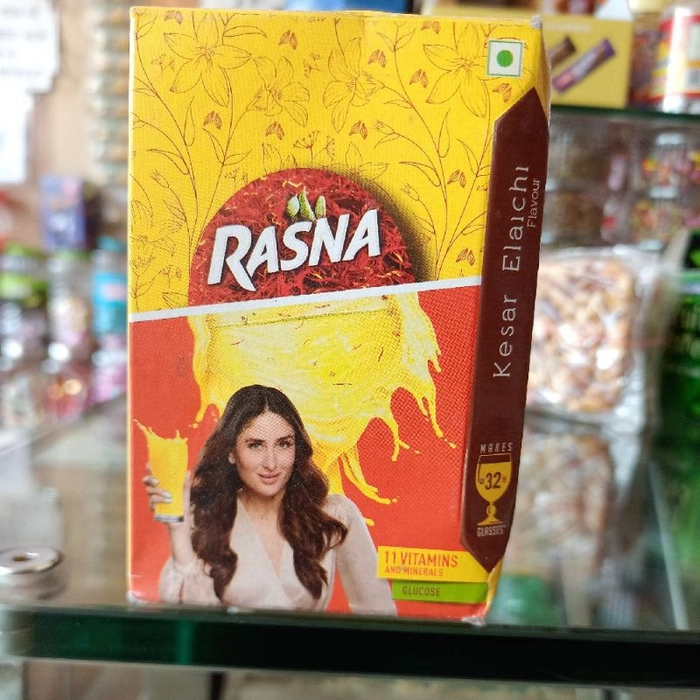 RASNA
Kesar Elaichi
Flavour
MAKES
32
GLASSES
11 VITAMINS
AND MINERALS
GLUCOSE